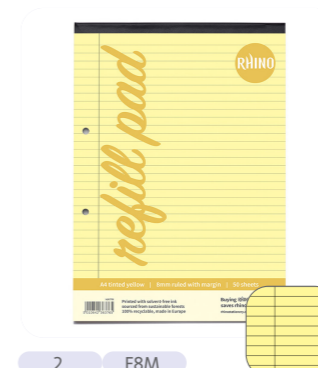 RHINO
refill pad
A4 tinted yellow | 8mm ruled with margin | 50 sheets
Printed with solvent free ink
sourced from sustainable forests
100% recyclable, made in Europe
Buying
saves rhino
2
F8M